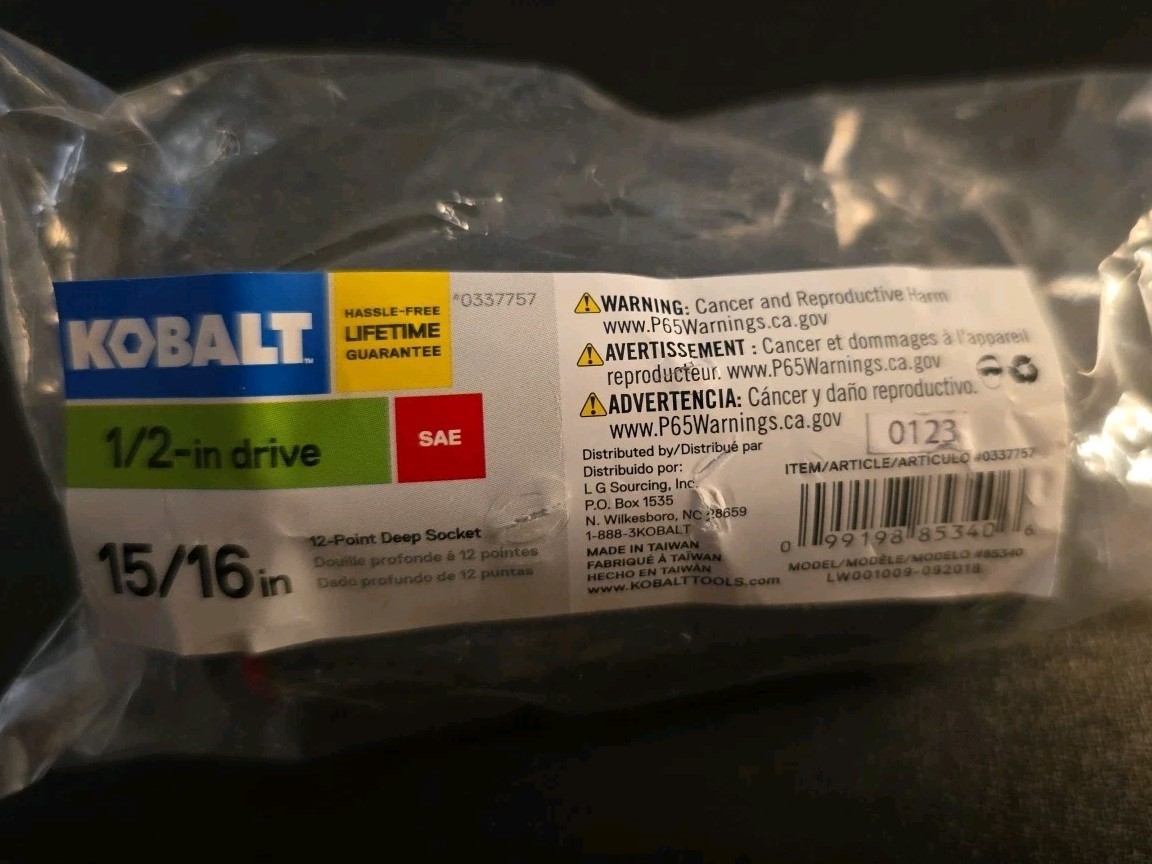 KOBALT™
HASSLE-FREE
LIFETIME
GUARANTEE
*0337757
1/2-in drive
SAE
15/16 in
12-Point Deep Socket
Douille profonde à 12 pointes
Dado profundo de 12 puntas
WARNING: Cancer and Reproductive Harm
www.P65Warnings.ca.gov
AVERTISSEMENT : Cancer et dommages à l'appareil
reproducteur. www.P65Warnings.ca.gov
ADVERTENCIA: Cáncer y daño reproductivo.
www.P65Warnings.ca.gov
0123
Distributed by/Distribué par
Distribuido por:
L G Sourcing, Inc.
P.O. Box 1535
N. Wilkesboro, NC 28659
1-888-3KOBALT
MADE IN TAIWAN
FABRIQUÉ À TAÏWAN
HECHO EN TAIWÁN
www.KOBALTTOOLS.com
ITEM/ARTICLE/ARTÍCULO #0337757
0 99198 85340 6
MODEL/MODÈLE/MODELO #85340
LW001009-092018